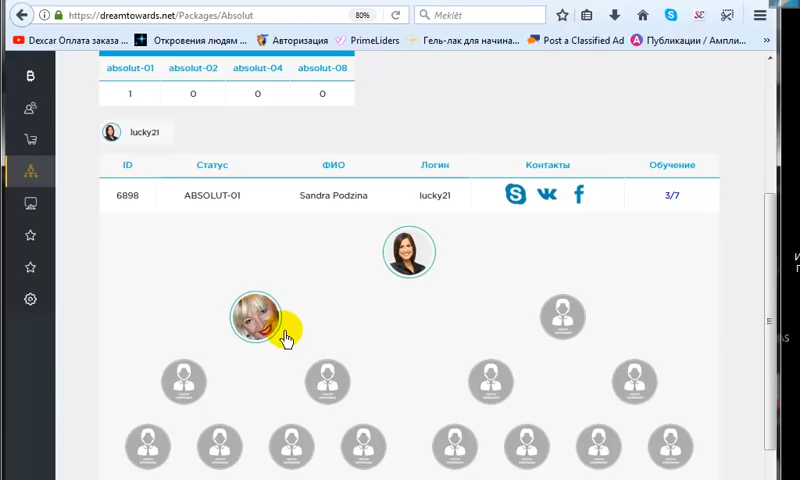 https://dreamtowards.net/Packages/Absolut
80%
Meklēt
Dexcar Оплата заказа ...
Откровения людям ...
Авторизация
PrimeLiders
Гель-лак для начина...
Post a Classified Ad
Публикации / Ампли...
absolut-01 absolut-02 absolut-04 absolut-08
1 0 0 0
lucky21
ID Статус ФИО Логин Контакты Обучение
6898 ABSOLUT-01 Sandra Podzina lucky21 3/7